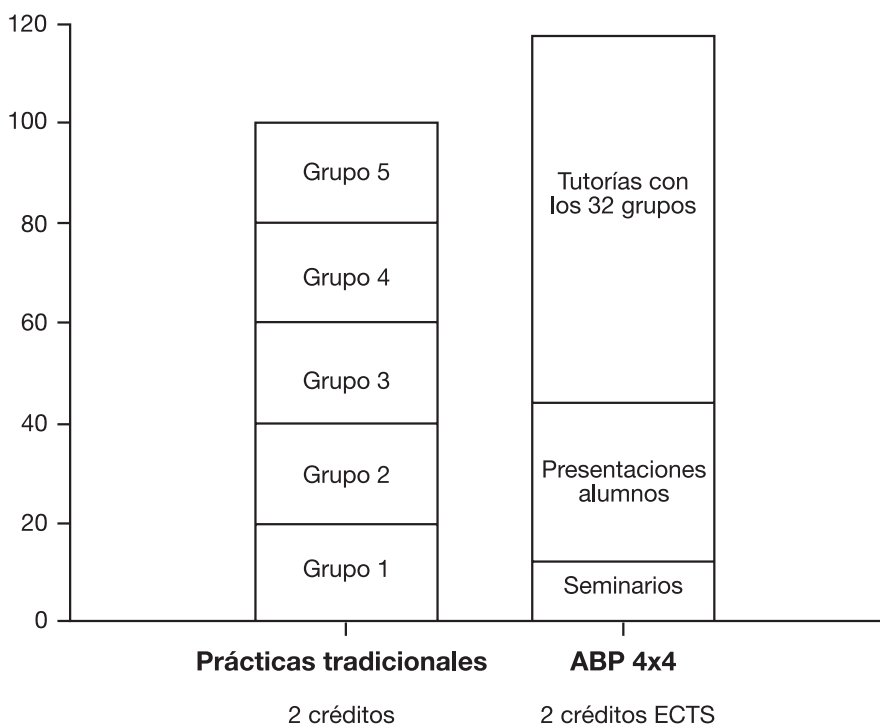 120
100
80
60
40
20
0
Grupo 5
Grupo 4
Grupo 3
Grupo 2
Grupo 1
Tutorías con
los 32 grupos
Presentaciones
alumnos
Seminarios
Prácticas tradicionales
ABP 4x4
2 créditos
2 créditos ECTS